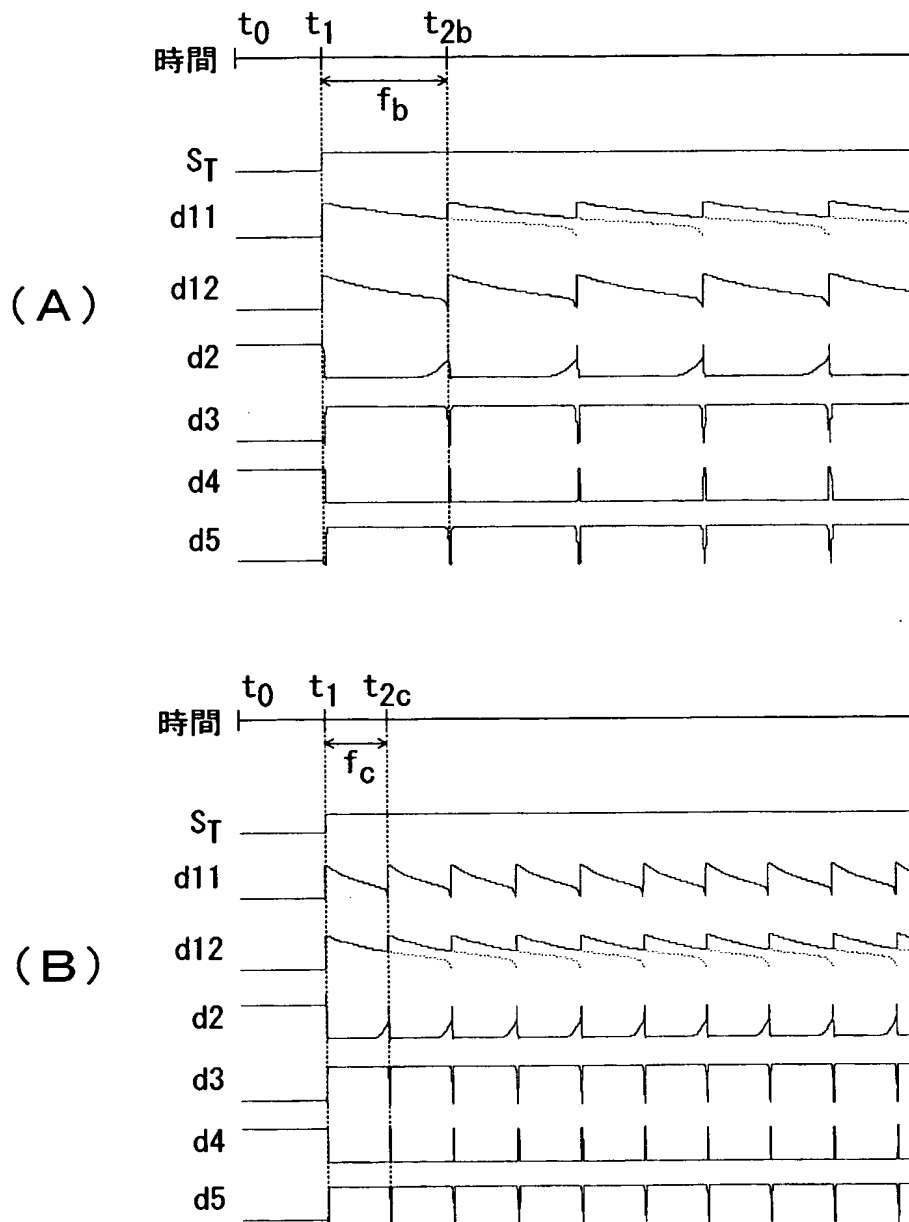 t0 t1 t2b
時間
fb
ST
d11
d12
(A)
d2
d3
d4
d5
t0 t1 t2c
時間
fc
ST
d11
d12
(B)
d2
d3
d4
d5